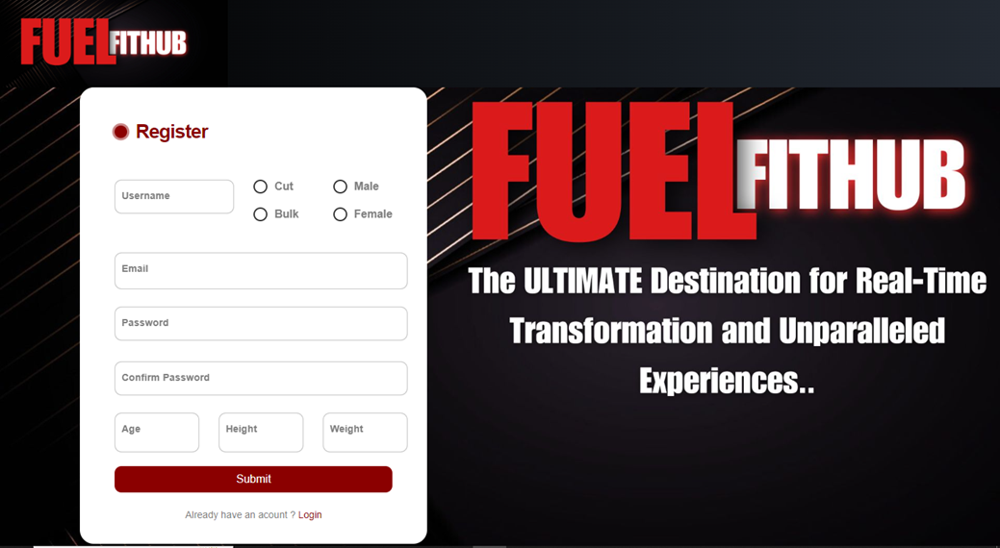 FUELFITHUB
Register
Username
Cut
Male
Bulk
Female
Email
Password
Confirm Password
Age Height Weight
Submit
Already have an acount ? Login
FUELFITHUB
The ULTIMATE Destination for Real-Time
Transformation and Unparalleled
Experiences..